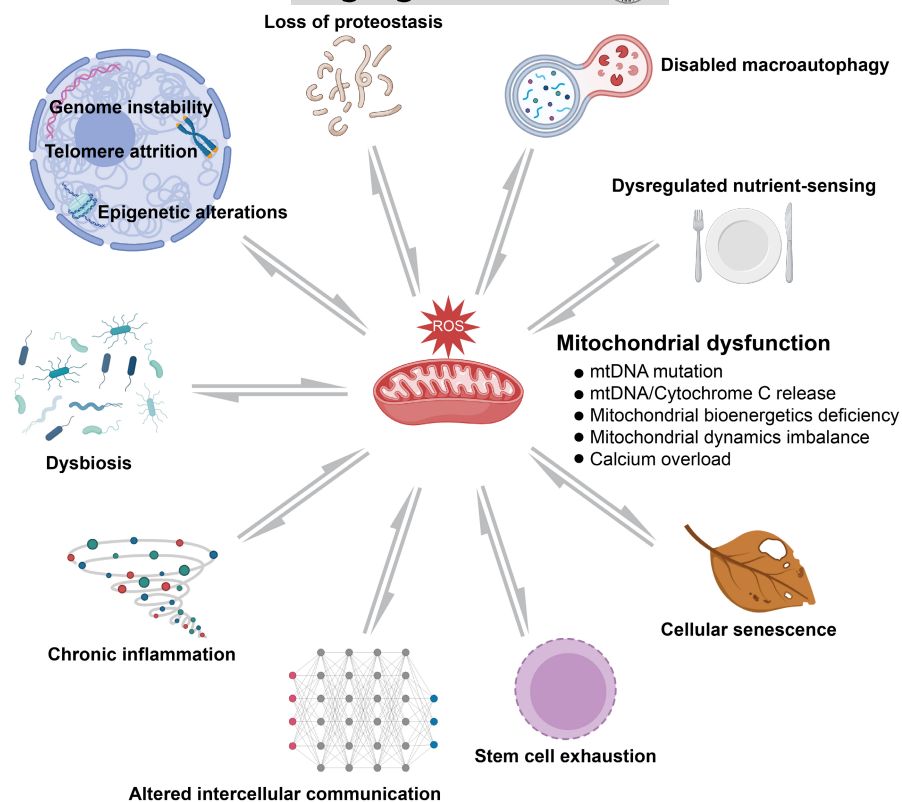 Loss of proteostasis
Disabled macroautophagy
Genome instability
Telomere attrition
Epigenetic alterations
Dysregulated nutrient-sensing
ROS
Mitochondrial dysfunction
● mtDNA mutation
● mtDNA/Cytochrome C release
● Mitochondrial bioenergetics deficiency
● Mitochondrial dynamics imbalance
● Calcium overload
Dysbiosis
Cellular senescence
Chronic inflammation
Stem cell exhaustion
Altered intercellular communication